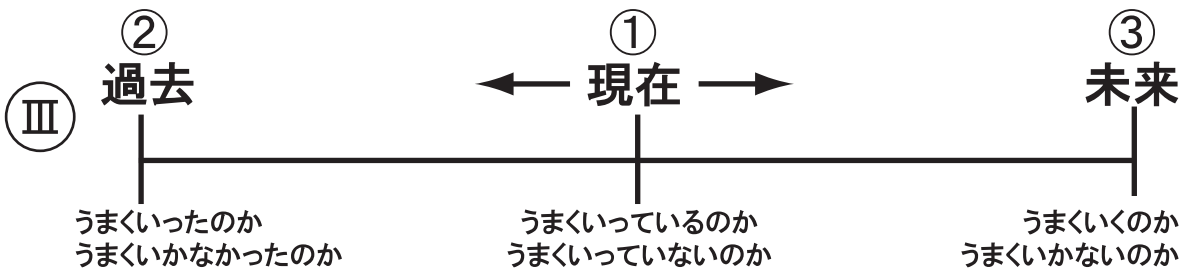 ② ① ③
過去 現在 未来
Ⅲ
うまくいったのか うまくいっているのか うまくいくのか
うまくいかなかったのか うまくいっていないのか うまくいかないのか